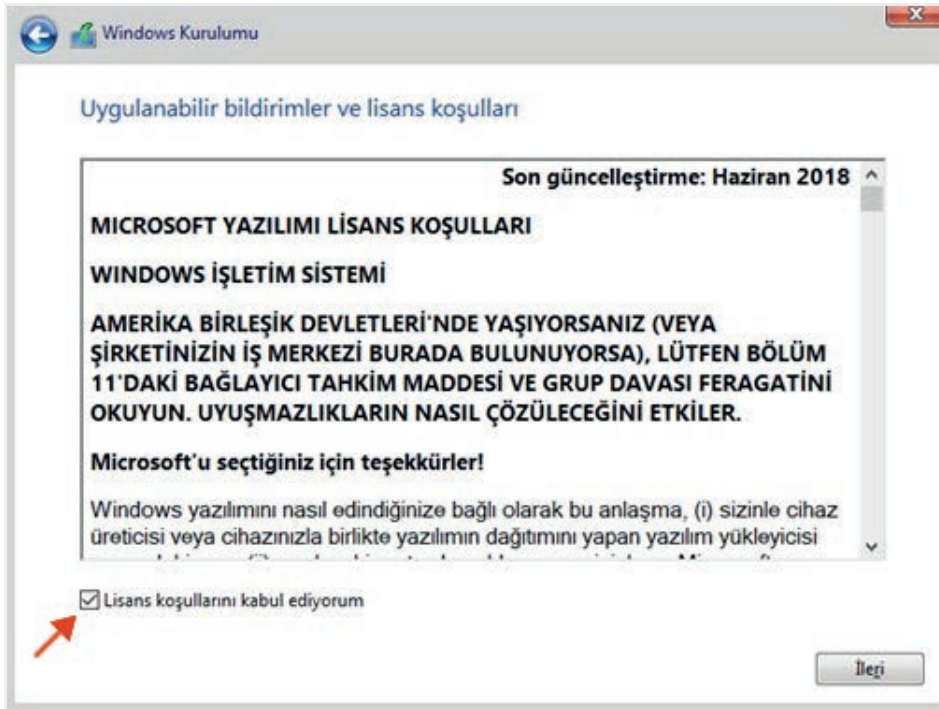 Windows Kurulumu
Uygulanabilir bildirimler ve lisans koşulları
Son güncelleştirme: Haziran 2018
MICROSOFT YAZILIMI LİSANS KOŞULLARI
WINDOWS İŞLETİM SİSTEMİ
AMERİKA BİRLEŞİK DEVLETLERİ'NDE YAŞIYORSANIZ (VEYA
ŞİRKETİNİZİN İŞ MERKEZİ BURADA BULUNUYORSA), LÜTFEN BÖLÜM
11'DAKİ BAĞLAYICI TAHKİM MADDESİ VE GRUP DAVASI FERAGATİNİ
OKUYUN. UYUŞMAZLIKLARIN NASIL ÇÖZÜLECEĞİNİ ETKİLER.
Microsoft'u seçtiğiniz için teşekkürler!
Windows yazılımını nasıl edindiğinize bağlı olarak bu anlaşma, (i) sizinle cihaz
üreticisi veya cihazınızla birlikte yazılımın dağıtımını yapan yazılım yükleyicisi
Lisans koşullarını kabul ediyorum
İleri